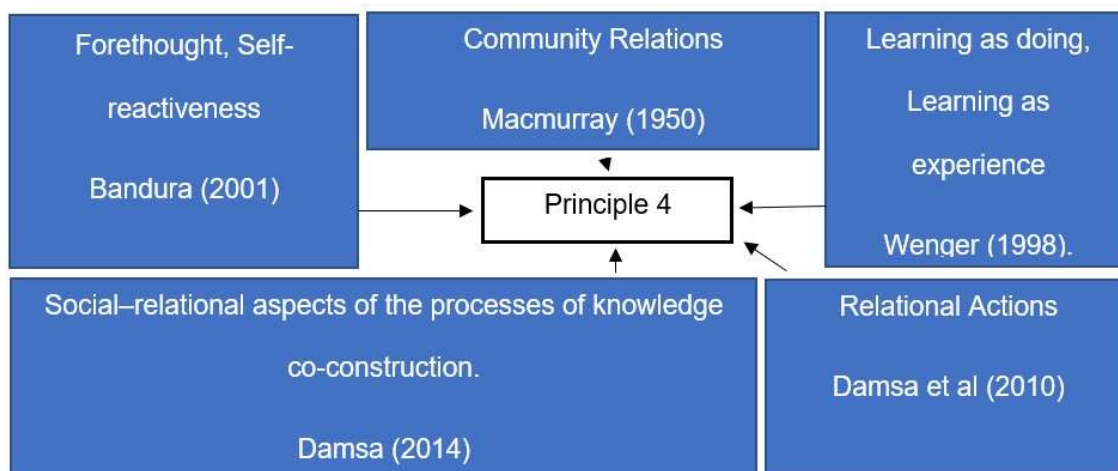 Forethought, Self-
reactiveness
Bandura (2001)
Community Relations
Macmurray (1950)
Learning as doing,
Learning as
experience
Wenger (1998).
Principle 4
Social–relational aspects of the processes of knowledge
co-construction.
Damsa (2014)
Relational Actions
Damsa et al (2010)